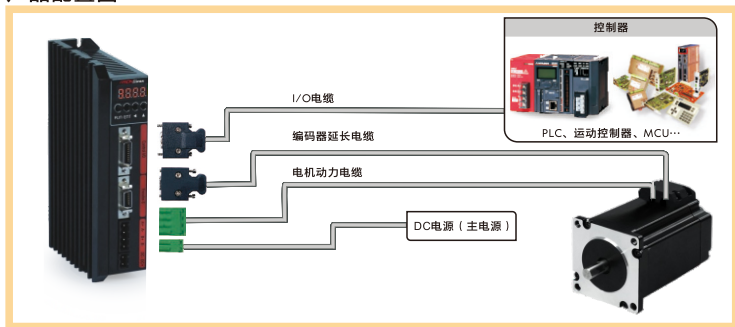 控制器
I/O电缆
PLC、运动控制器、MCU…
编码器延长电缆
电机动力电缆
DC电源（主电源）